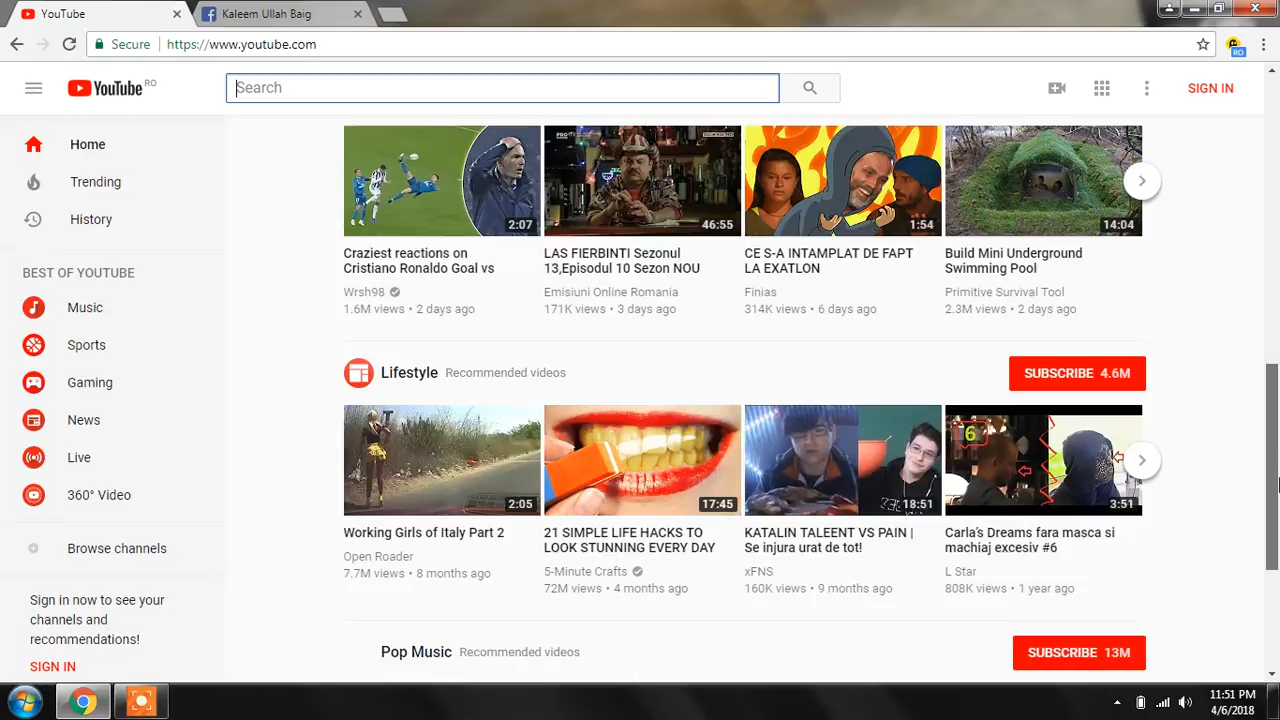 YouTube
Kaleem Ullah Baig
Secure
https://www.youtube.com
RO
YouTube RO
Search
SIGN IN
Home
Trending
History
BEST OF YOUTUBE
Music
Sports
Gaming
News
Live
360° Video
Browse channels
Sign in now to see your
channels and
recommendations!
SIGN IN
2:07
46:55
1:54
14:04
Craziest reactions on
Cristiano Ronaldo Goal vs
Wrsh98
1.6M views • 2 days ago
LAS FIERBINTI Sezonul
13,Episodul 10 Sezon NOU
Emisiuni Online Romania
171K views • 3 days ago
CE S-A INTAMPLAT DE FAPT
LA EXATLON
Finias
314K views • 6 days ago
Build Mini Underground
Swimming Pool
Primitive Survival Tool
2.3M views • 2 days ago
Lifestyle Recommended videos
SUBSCRIBE 4.6M
2:05
17:45
18:51
6
3:51
Working Girls of Italy Part 2
Open Roader
7.7M views • 8 months ago
21 SIMPLE LIFE HACKS TO
LOOK STUNNING EVERY DAY
5-Minute Crafts
72M views • 4 months ago
KATALIN TALEENT VS PAIN |
Se injura urat de tot!
xFNS
160K views • 9 months ago
Carla's Dreams fara masca si
machiaj excesiv #6
L Star
808K views • 1 year ago
Pop Music Recommended videos
SUBSCRIBE 13M
11:51 PM
4/6/2018